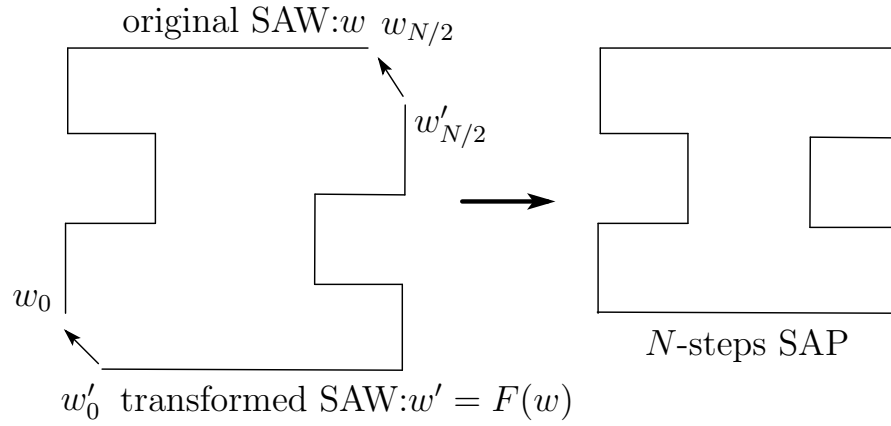 original SAW:w w_{N/2}
w'_{N/2}
w_0
N-steps SAP
w'_0 transformed SAW:w' = F(w)